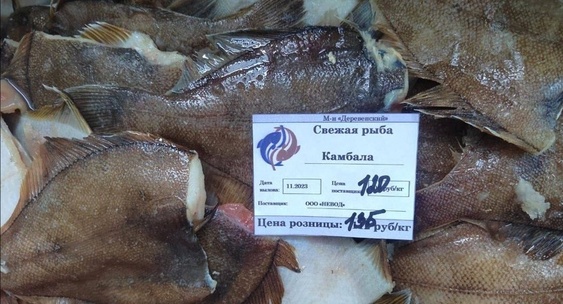 М-н «Деревенский»
Свежая рыба
Камбала
Дата вылова: 11.2023 Цена поставщика: 120 руб/кг
Поставщик: ООО «НЕВОД»
Цена розницы: 135 руб/кг